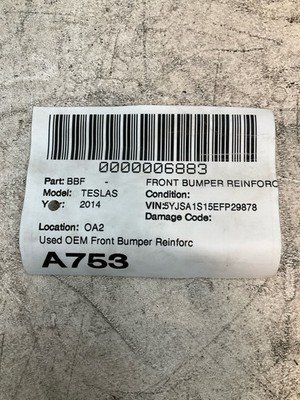 0000006883
Part: BBF - FRONT BUMPER REINFORC
Model: TESLAS Condition:
Year: 2014 VIN:5YJSA1S15EFP29878
Damage Code:
Location: OA2
Used OEM Front Bumper Reinforc
A753